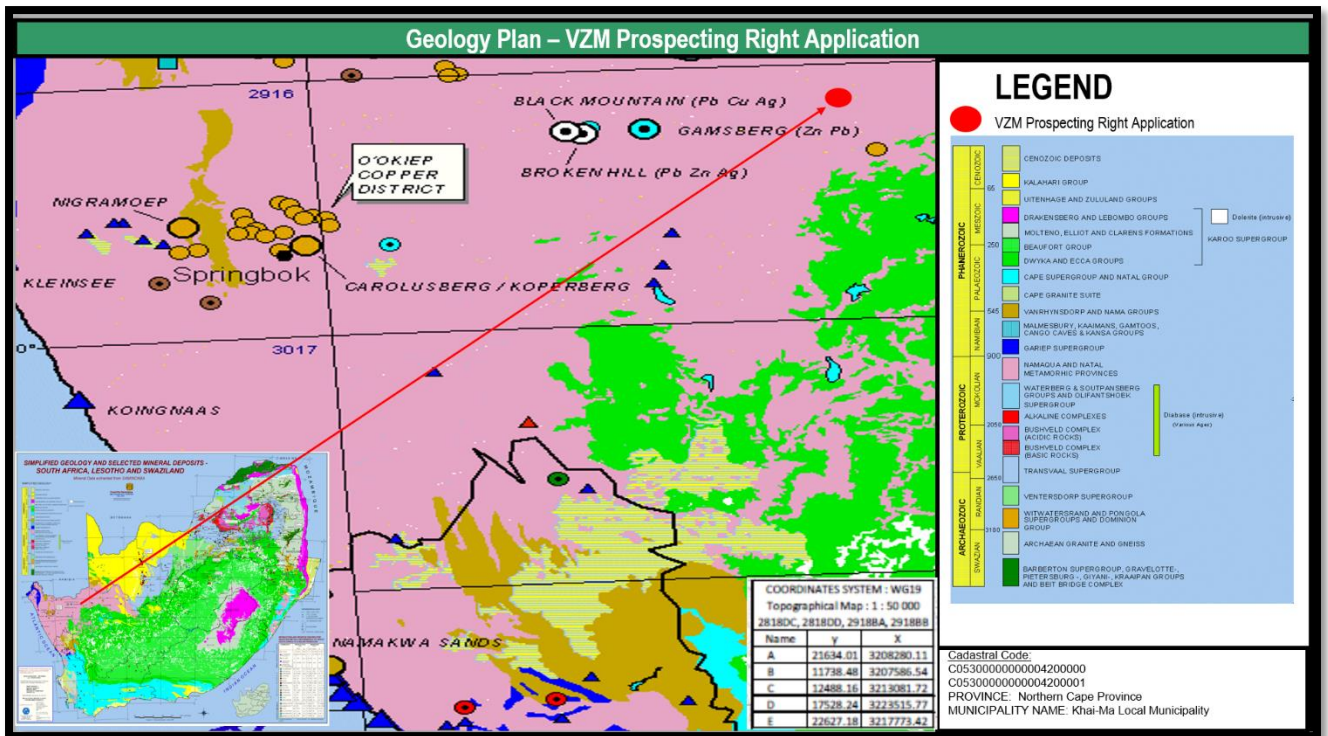 Geology Plan – VZM Prospecting Right Application
2916
BLACK MOUNTAIN (Pb Cu Ag)
GAMSBERG (Zn Pb)
BROKEN HILL (Pb Zn Ag)
O'OKIEP
COPPER
DISTRICT
NIGRAMOEP
Springbok
KLEINSEE
CAROLUSBERG / KOPERBERG
0°
3017
KOINGNAAS
NAMAKWA SANDS
SIMPLIFIED GEOLOGY AND SELECTED MINERAL DEPOSITS -
SOUTH AFRICA, LESOTHO AND SWAZILAND
ATLANTIC OCEAN
INDIAN OCEAN
COORDINATES SYSTEM : WG19
Topographical Map : 1 : 50 000
2818DC, 2818DD, 2918BA, 2918BB
Name y X
A 21634.01 3208280.11
B 11738.48 3207586.54
C 12488.16 3213081.72
D 17528.24 3223515.77
E 22627.18 3217773.42
LEGEND
VZM Prospecting Right Application
PHANEROZOIC
PROTEROZOIC
ARCHAEOZOIC
CENOZOIC
MESZOIC
PALAEOZOIC
NAMIBIAN
MOKOLIAN
VAALIAN
RANDIAN
SWAZIAN
65
250
545
900
2050
2650
3100
CENOZOIC DEPOSITS
KALAHARI GROUP
UITENHAGE AND ZULULAND GROUPS
DRAKENSBERG AND LEBOMBO GROUPS
MOLTENO, ELLIOT AND CLARENS FORMATIONS
BEAUFORT GROUP
DWYKA AND ECCA GROUPS
CAPE SUPERGROUP AND NATAL GROUP
CAPE GRANITE SUITE
VANRHYNSDORP AND NAMA GROUPS
MALMESBURY, KAAIMANS, GAMTOOS,
CANGO CAVES & KANSA GROUPS
GARIEP SUPERGROUP
NAMAQUA AND NATAL
METAMORHIC PROVINCES
WATERBERG & SOUTPANSBERG
GROUPS AND OLIFANTSHOEK
SUPERGROUP
ALKALINE COMPLEXES
BUSHVELD COMPLEX
(ACIDIC ROCKS)
BUSHVELD COMPLEX
(BASIC ROCKS)
TRANSVAAL SUPERGROUP
VENTERSDORP SUPERGROUP
WITWATERSRAND AND PONGOLA
SUPERGROUPS AND DOMINION
GROUP
ARCHAEAN GRANITE AND GNEISS
BARBERTON SUPERGROUP, GRAVELOTTE-,
PIETERSBURG -, GIYANI-, KRAAIPAN GROUPS
AND BEIT BRIDGE COMPLEX
Dolerite (intrusive)
KAROO SUPERGROUP
Diabase (intrusive)
(Various Ages)
Cadastral Code:
C05300000000004200000
C05300000000004200001
PROVINCE: Northern Cape Province
MUNICIPALITY NAME: Khai-Ma Local Municipality